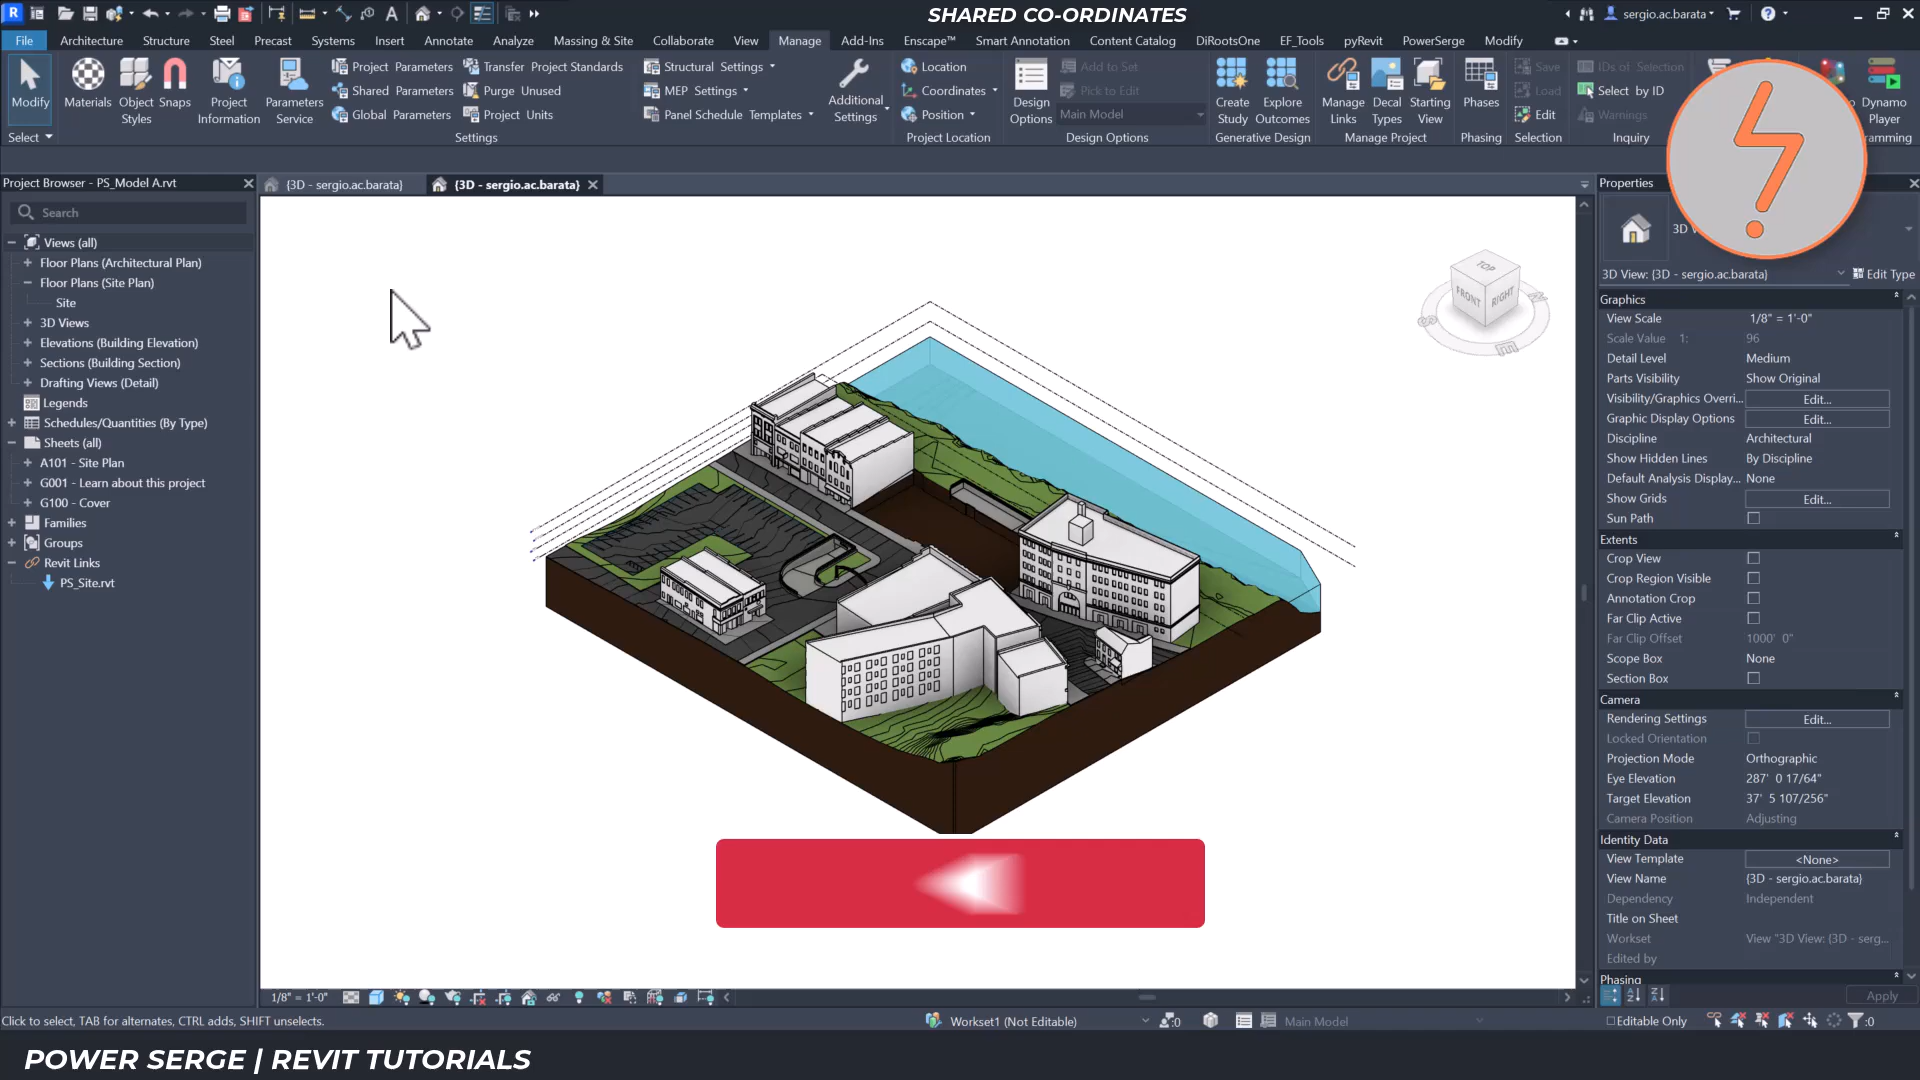 SHARED CO-ORDINATES
sergio.ac.barata
File Architecture Structure Steel Precast Systems Insert Annotate Analyze Massing & Site Collaborate View Manage Add-Ins Enscape™ Smart Annotation Content Catalog DiRootsOne EF_Tools pyRevit PowerSerge Modify
Project Parameters Transfer Project Standards Structural Settings Location Add to Set Save IDs of Selection
Shared Parameters Purge Unused MEP Settings Coordinates Pick to Edit Load Select by ID
Global Parameters Project Units Panel Schedule Templates Position Main Model Edit Warnings
Modify Materials Object Styles Snaps Project Information Parameters Service Additional Settings Design Options Create Study Explore Outcomes Manage Links Decal Types Starting View Phases Dynamo Player
Select Settings Project Location Design Options Generative Design Manage Project Phasing Selection Inquiry
Project Browser - PS_Model A.rvt
{3D - sergio.ac.barata}
{3D - sergio.ac.barata}
Properties
Search
Views (all)
Floor Plans (Architectural Plan)
Floor Plans (Site Plan)
Site
3D Views
Elevations (Building Elevation)
Sections (Building Section)
Drafting Views (Detail)
Legends
Schedules/Quantities (By Type)
Sheets (all)
A101 - Site Plan
G001 - Learn about this project
G100 - Cover
Families
Groups
Revit Links
PS_Site.rvt
TOP
FRONT
RIGHT
S
E
N
3D View: {3D - sergio.ac.barata}
Edit Type
Graphics
View Scale 1/8" = 1'-0"
Scale Value 1: 96
Detail Level Medium
Parts Visibility Show Original
Visibility/Graphics Overri... Edit...
Graphic Display Options Edit...
Discipline Architectural
Show Hidden Lines By Discipline
Default Analysis Display... None
Show Grids Edit...
Sun Path
Extents
Crop View
Crop Region Visible
Annotation Crop
Far Clip Active
Far Clip Offset 1000' 0"
Scope Box None
Section Box
Camera
Rendering Settings Edit...
Locked Orientation
Projection Mode Orthographic
Eye Elevation 287' 0 17/64"
Target Elevation 37' 5 107/256"
Camera Position Adjusting
Identity Data
View Template <None>
View Name {3D - sergio.ac.barata}
Dependency Independent
Title on Sheet
Workset View "3D View: {3D - serg...
Edited by
Phasing
Apply
1/8" = 1'-0"
Click to select, TAB for alternates, CTRL adds, SHIFT unselects.
Workset1 (Not Editable)
:0
Main Model
Editable Only
:0
POWER SERGE | REVIT TUTORIALS